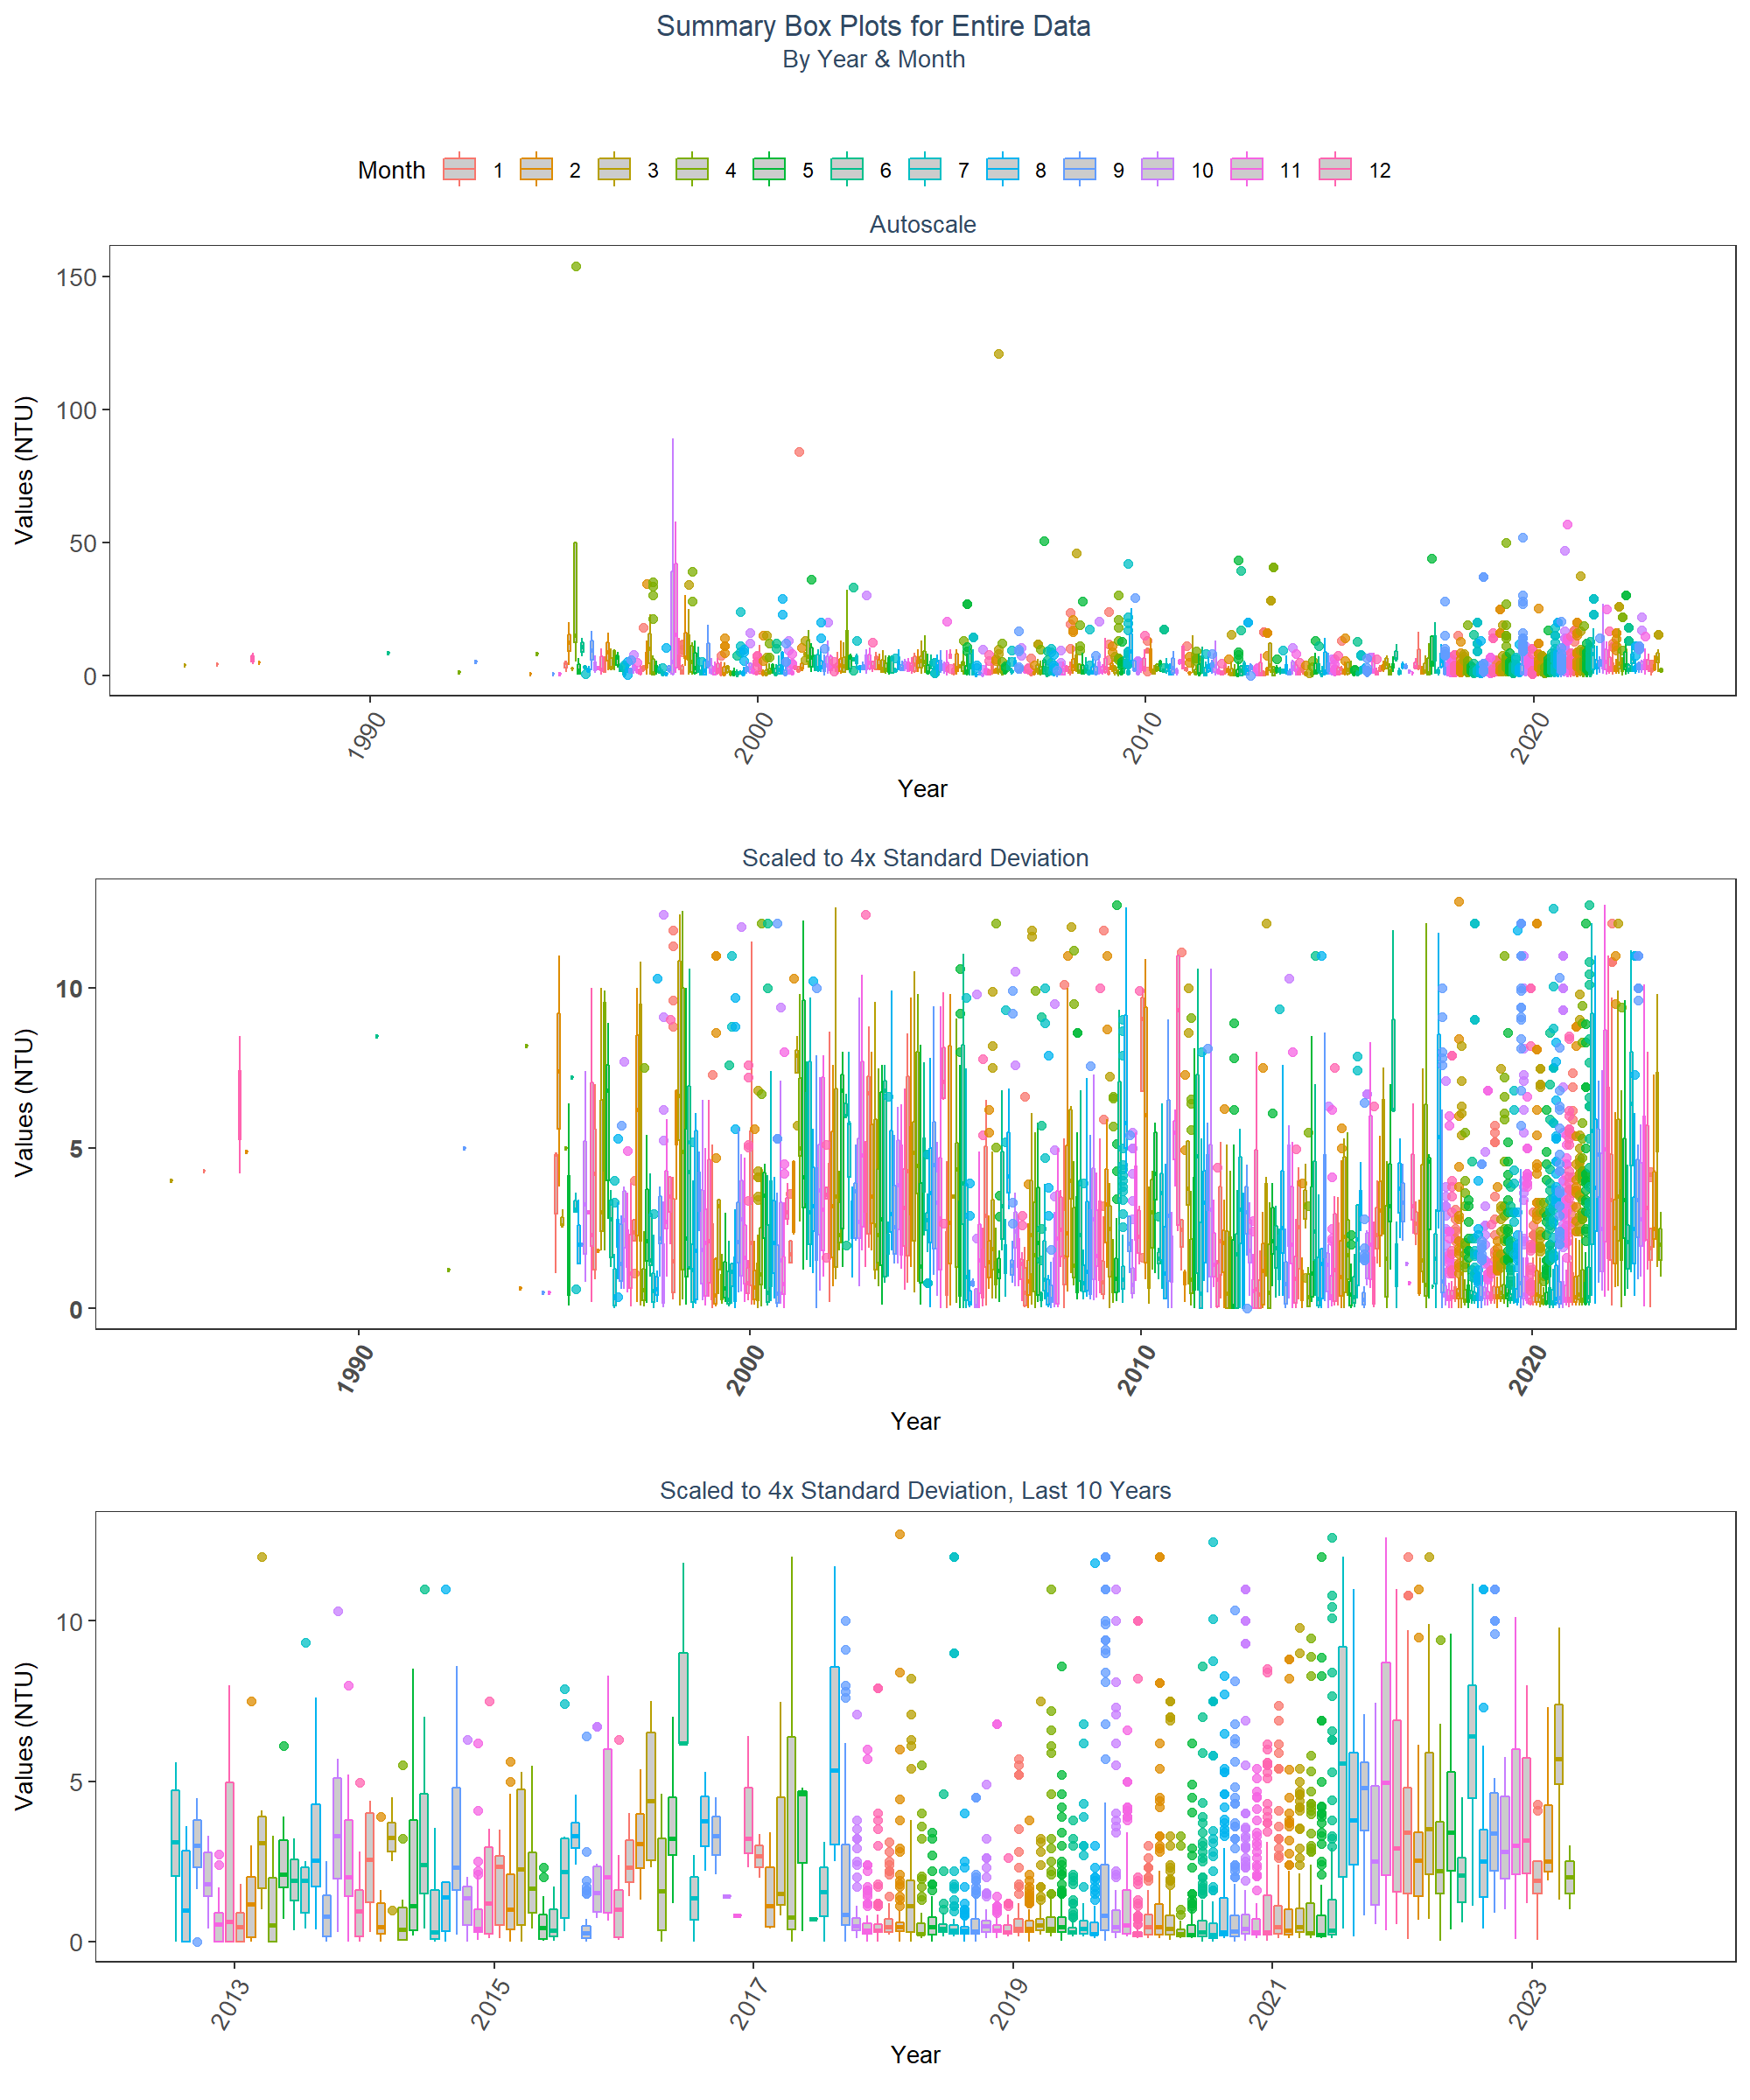 Summary Box Plots for Entire Data
By Year & Month
Month 1 2 3 4 5 6 7 8 9 10 11 12
Autoscale
Values (NTU)
150
100
50
0
1990 2000 2010 2020
Year
Scaled to 4x Standard Deviation
Values (NTU)
10
5
0
1990 2000 2010 2020
Year
Scaled to 4x Standard Deviation, Last 10 Years
Values (NTU)
10
5
0
2013 2015 2017 2019 2021 2023
Year